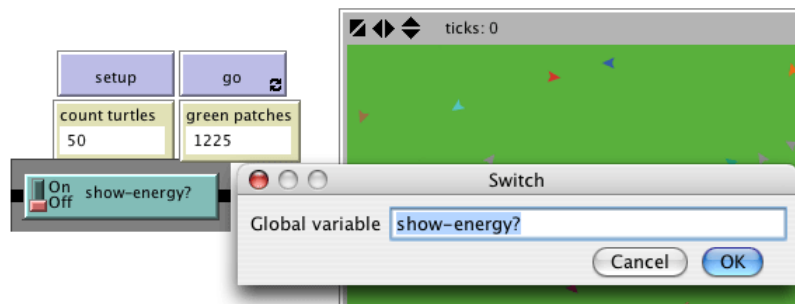 ticks: 0
setup
go
count turtles
green patches
50
1225
On
Off
show-energy?
Switch
Global variable
show-energy?
Cancel
OK